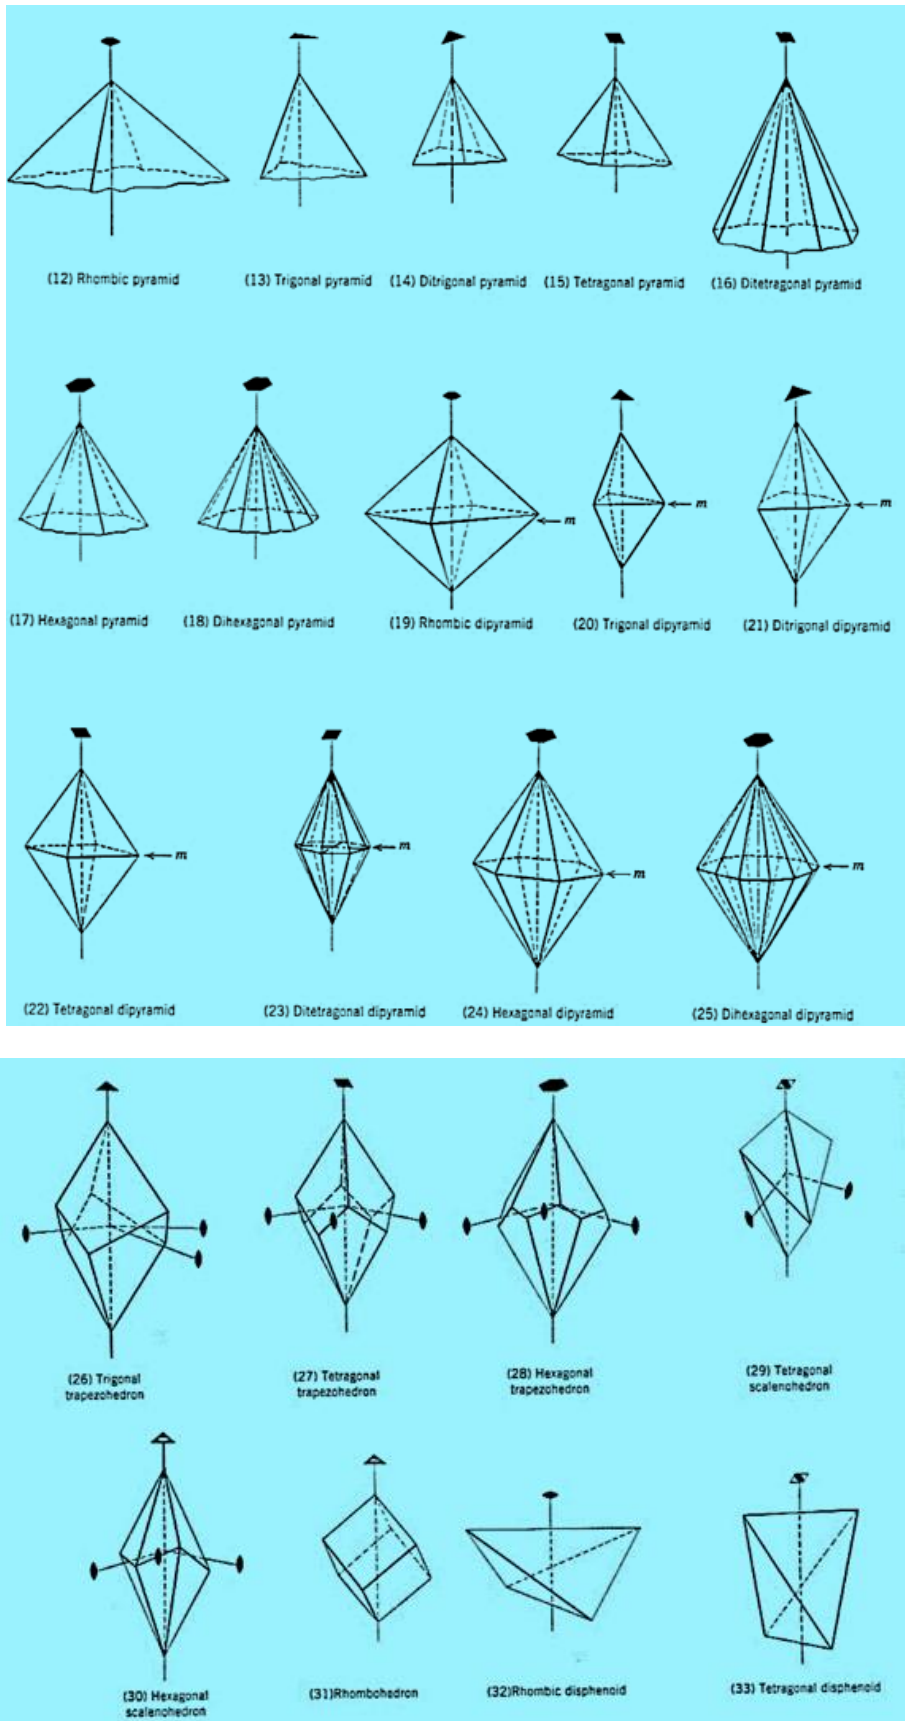 (12) Rhombic pyramid
(13) Trigonal pyramid
(14) Ditrigonal pyramid
(15) Tetragonal pyramid
(16) Ditetragonal pyramid
m
m
m
(17) Hexagonal pyramid
(18) Dihexagonal pyramid
(19) Rhombic dipyramid
(20) Trigonal dipyramid
(21) Ditrigonal dipyramid
m
m
m
m
(22) Tetragonal dipyramid
(23) Ditetragonal dipyramid
(24) Hexagonal dipyramid
(25) Dihexagonal dipyramid
(26) Trigonal
trapezohedron
(27) Tetragonal
trapezohedron
(28) Hexagonal
trapezohedron
(29) Tetragonal
scalenohedron
(30) Hexagonal
scalenohedron
(31)Rhombohedron
(32)Rhombic disphenoid
(33) Tetragonal disphenoid